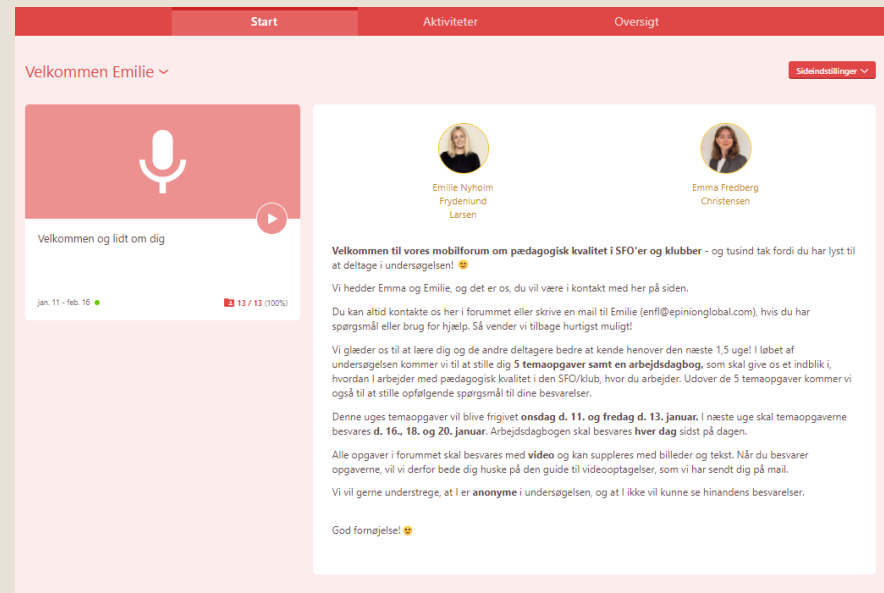 Start
Aktiviteter
Oversigt
Velkommen Emilie
Sideindstillinger
Velkommen og lidt om dig
jan. 11 - feb. 16
13 / 13 (100%)
Emilie Nyholm
Frydenlund
Larsen
Emma Fredberg
Christensen
Velkommen til vores mobilforum om pædagogisk kvalitet i SFO'er og klubber - og tusind tak fordi du har lyst til
at deltage i undersøgelsen! 😀
Vi hedder Emma og Emilie, og det er os, du vil være i kontakt med her på siden.
Du kan altid kontakte os her i forummet eller skrive en mail til Emilie (enfl@epinionglobal.com), hvis du har
spørgsmål eller brug for hjælp. Så vender vi tilbage hurtigst muligt!
Vi glæder os til at lære dig og de andre deltagere bedre at kende henover den næste 1,5 uge! I løbet af
undersøgelsen kommer vi til at stille dig 5 temaopgaver samt en arbejdsdagbog, som skal give os et indblik i,
hvordan I arbejder med pædagogisk kvalitet i den SFO/klub, hvor du arbejder. Udover de 5 temaopgaver kommer vi
også til at stille opfølgende spørgsmål til dine besvarelser.
Denne uges temaopgaver vil blive frigivet onsdag d. 11. og fredag d. 13. januar. I næste uge skal temaopgaverne
besvares d. 16., 18. og 20. januar. Arbejdsdagbogen skal besvares hver dag sidst på dagen.
Alle opgaver i forummet skal besvares med video og kan suppleres med billeder og tekst. Når du besvarer
opgaverne, vil vi derfor bede dig huske på den guide til videooptagelser, som vi har sendt dig på mail.
Vi vil gerne understrege, at I er anonyme i undersøgelsen, og at I ikke vil kunne se hinandens besvarelser.
God fornøjelse! 😀